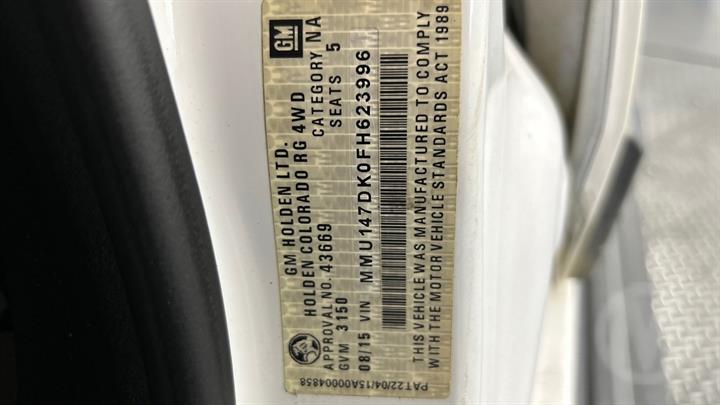 GM HOLDEN LTD. GM
HOLDEN COLORADO RG 4WD
APPROVAL NO. 43669 CATEGORY NA
GVM 3150 SEATS 5
08/15 VIN MMU147DK0FH623996
THIS VEHICLE WAS MANUFACTURED TO COMPLY
WITH THE MOTOR VEHICLE STANDARDS ACT 1989
PAT22/04/15A00004858